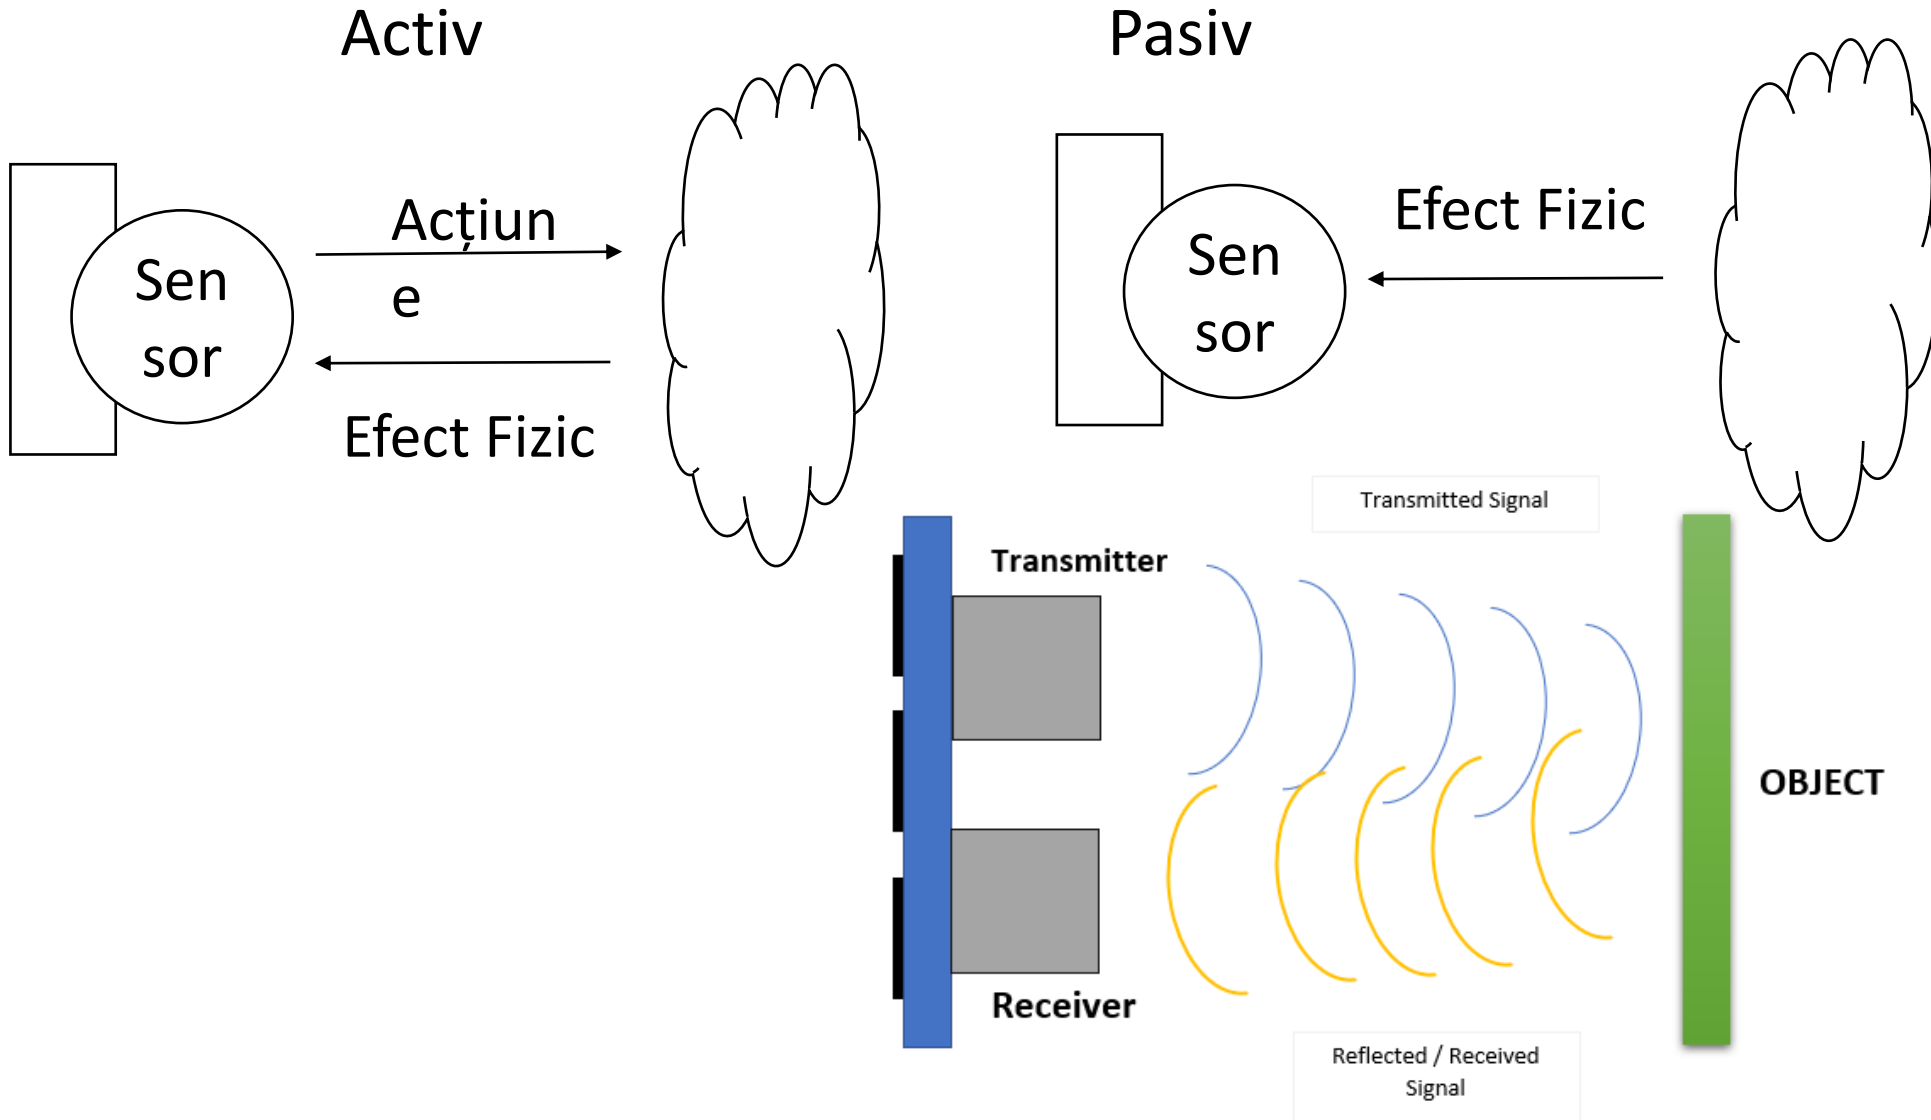 Activ
Pasiv
Acțiun
e
Sen
sor
Efect Fizic
Efect Fizic
Sen
sor
Transmitted Signal
Transmitter
OBJECT
Receiver
Reflected / Received
Signal